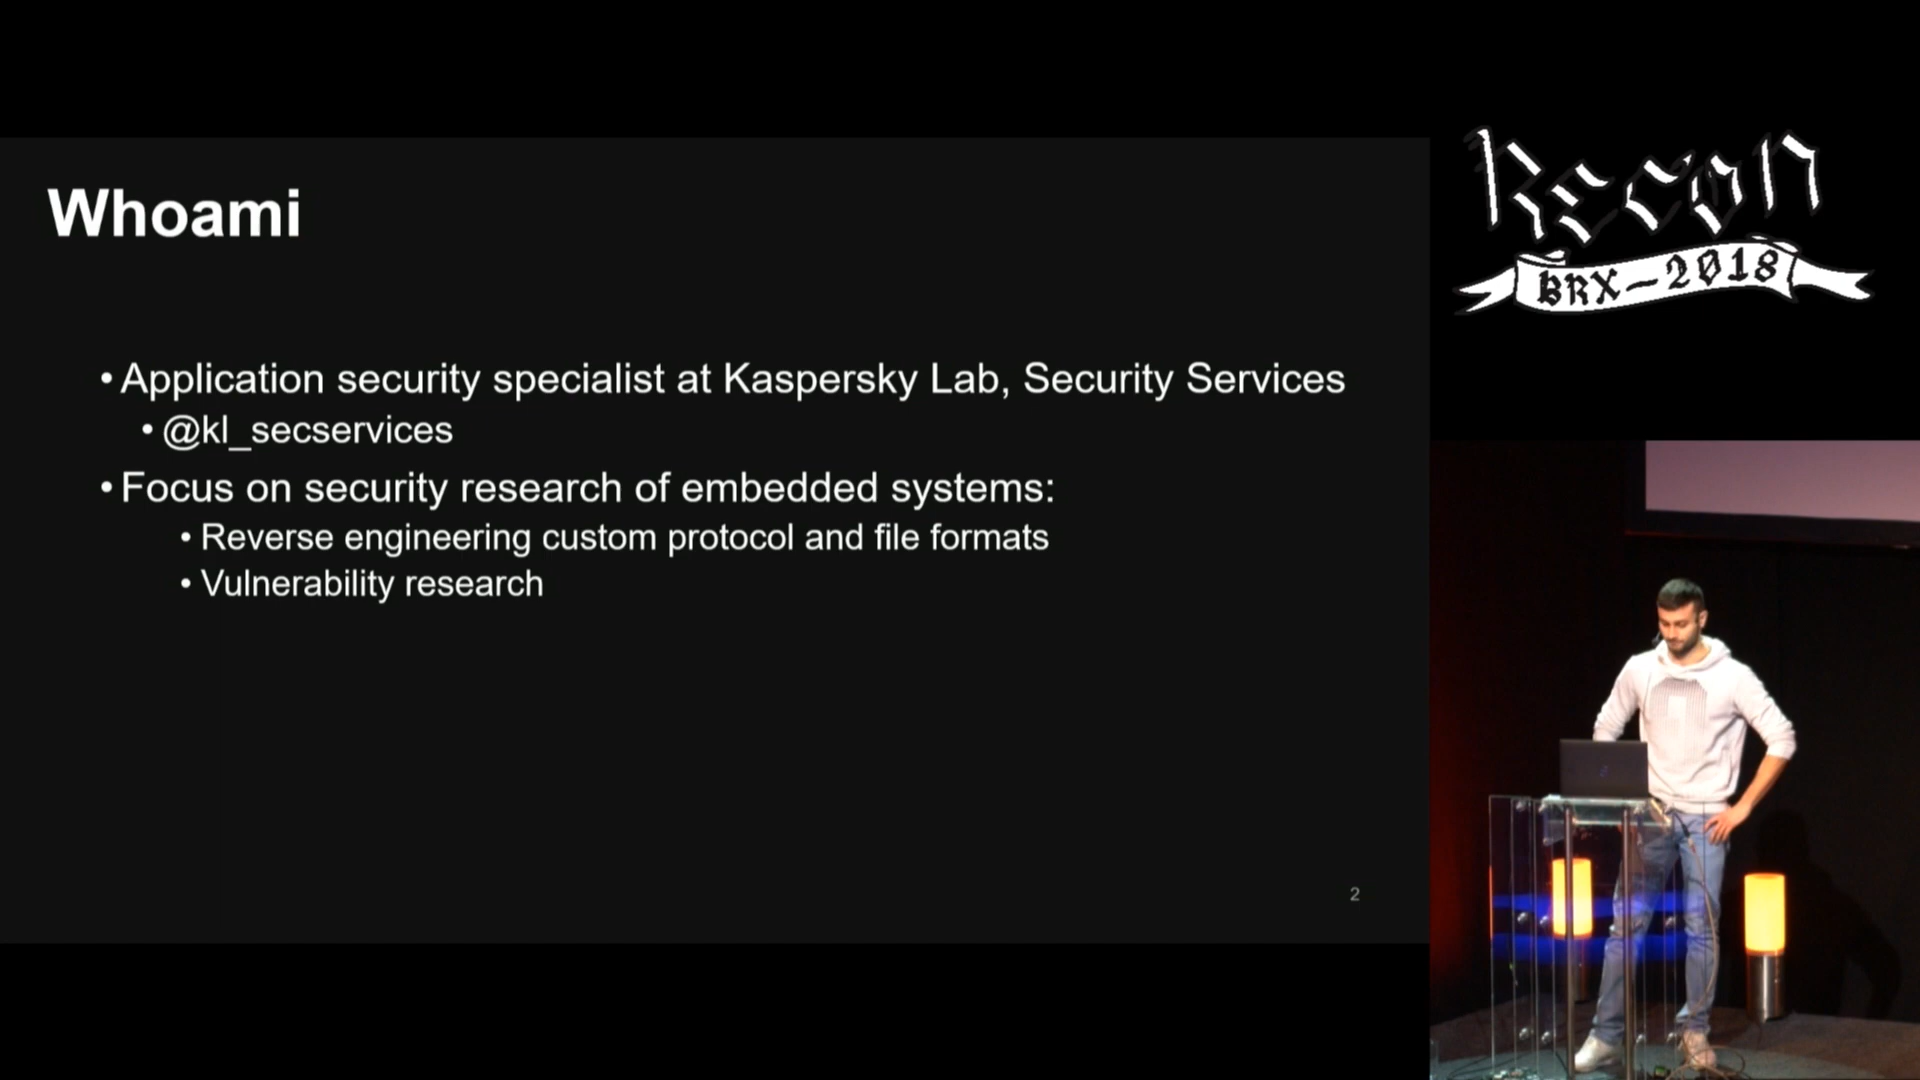 Whoami
• Application security specialist at Kaspersky Lab, Security Services
• @kl_secservices
• Focus on security research of embedded systems:
• Reverse engineering custom protocol and file formats
• Vulnerability research
2
Recon
BRX-2018